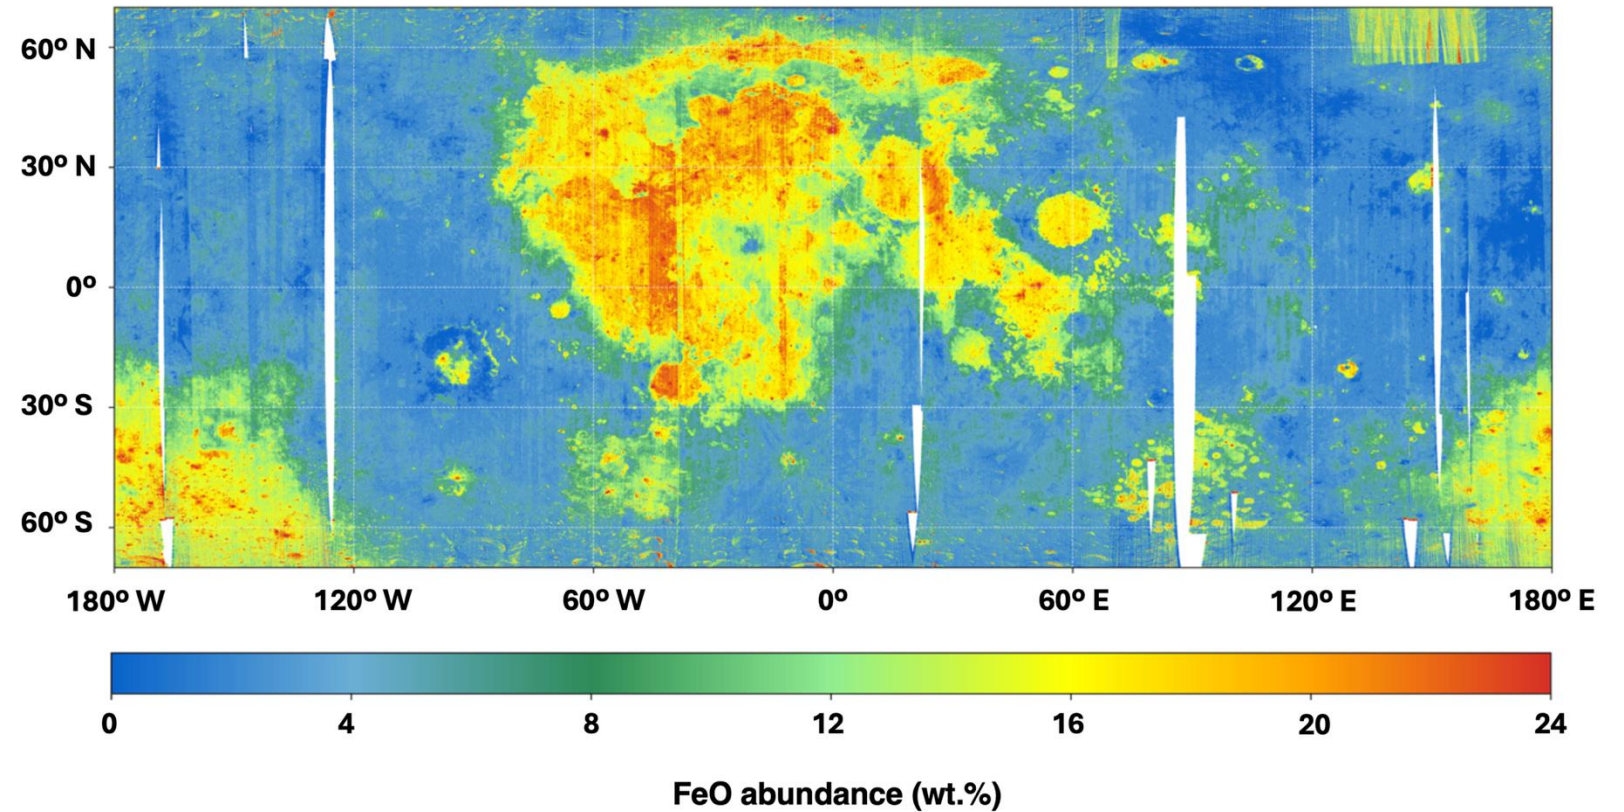 60º N
30º N
0º
30º S
60º S
180º W 120º W 60º W 0º 60º E 120º E 180º E
0 4 8 12 16 20 24
FeO abundance (wt.%)